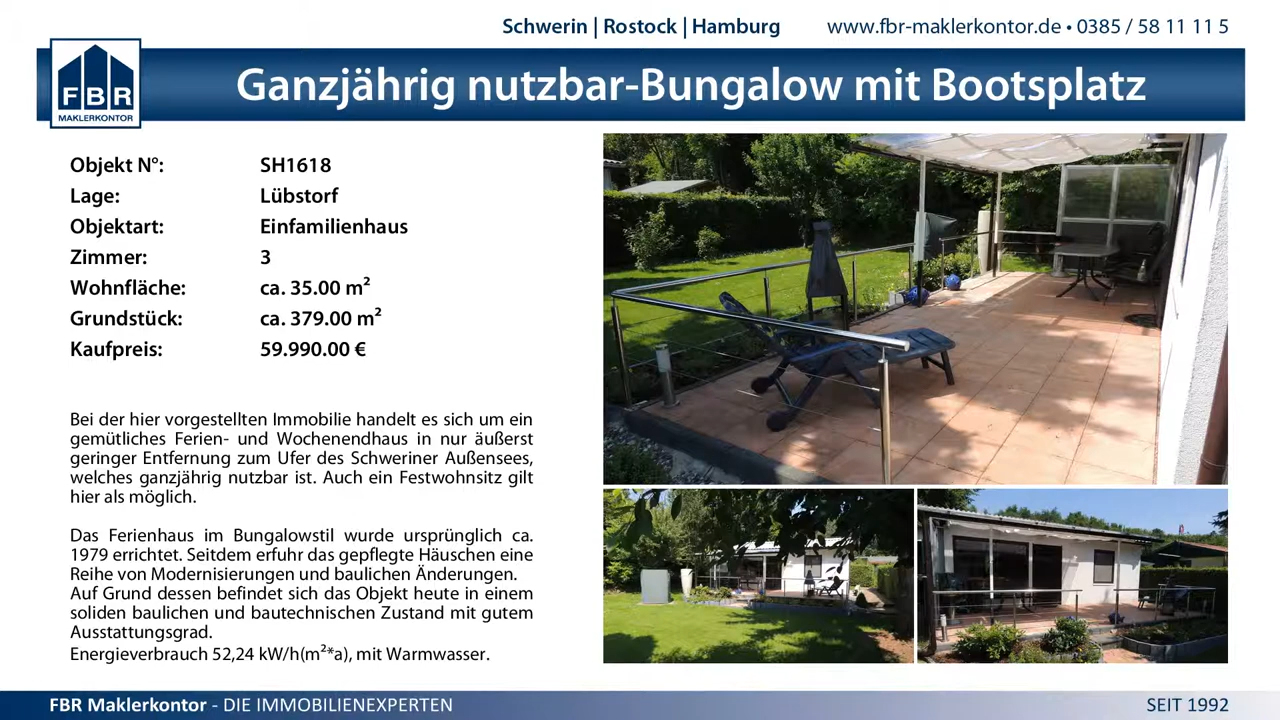 Schwerin | Rostock | Hamburg www.fbr-maklerkontor.de • 0385 / 58 11 11 5
FBR
MAKLERKONTOR
Ganzjährig nutzbar-Bungalow mit Bootsplatz
Objekt N°: SH1618
Lage: Lübstorf
Objektart: Einfamilienhaus
Zimmer: 3
Wohnfläche: ca. 35.00 m²
Grundstück: ca. 379.00 m²
Kaufpreis: 59.990.00 €
Bei der hier vorgestellten Immobilie handelt es sich um ein
gemütliches Ferien- und Wochenendhaus in nur äußerst
geringer Entfernung zum Ufer des Schweriner Außensees,
welches ganzjährig nutzbar ist. Auch ein Festwohnsitz gilt
hier als möglich.
Das Ferienhaus im Bungalowstil wurde ursprünglich ca.
1979 errichtet. Seitdem erfuhr das gepflegte Häuschen eine
Reihe von Modernisierungen und baulichen Änderungen.
Auf Grund dessen befindet sich das Objekt heute in einem
soliden baulichen und bautechnischen Zustand mit gutem
Ausstattungsgrad.
Energieverbrauch 52,24 kW/h(m²*a), mit Warmwasser.
FBR Maklerkontor - DIE IMMOBILIENEXPERTEN SEIT 1992